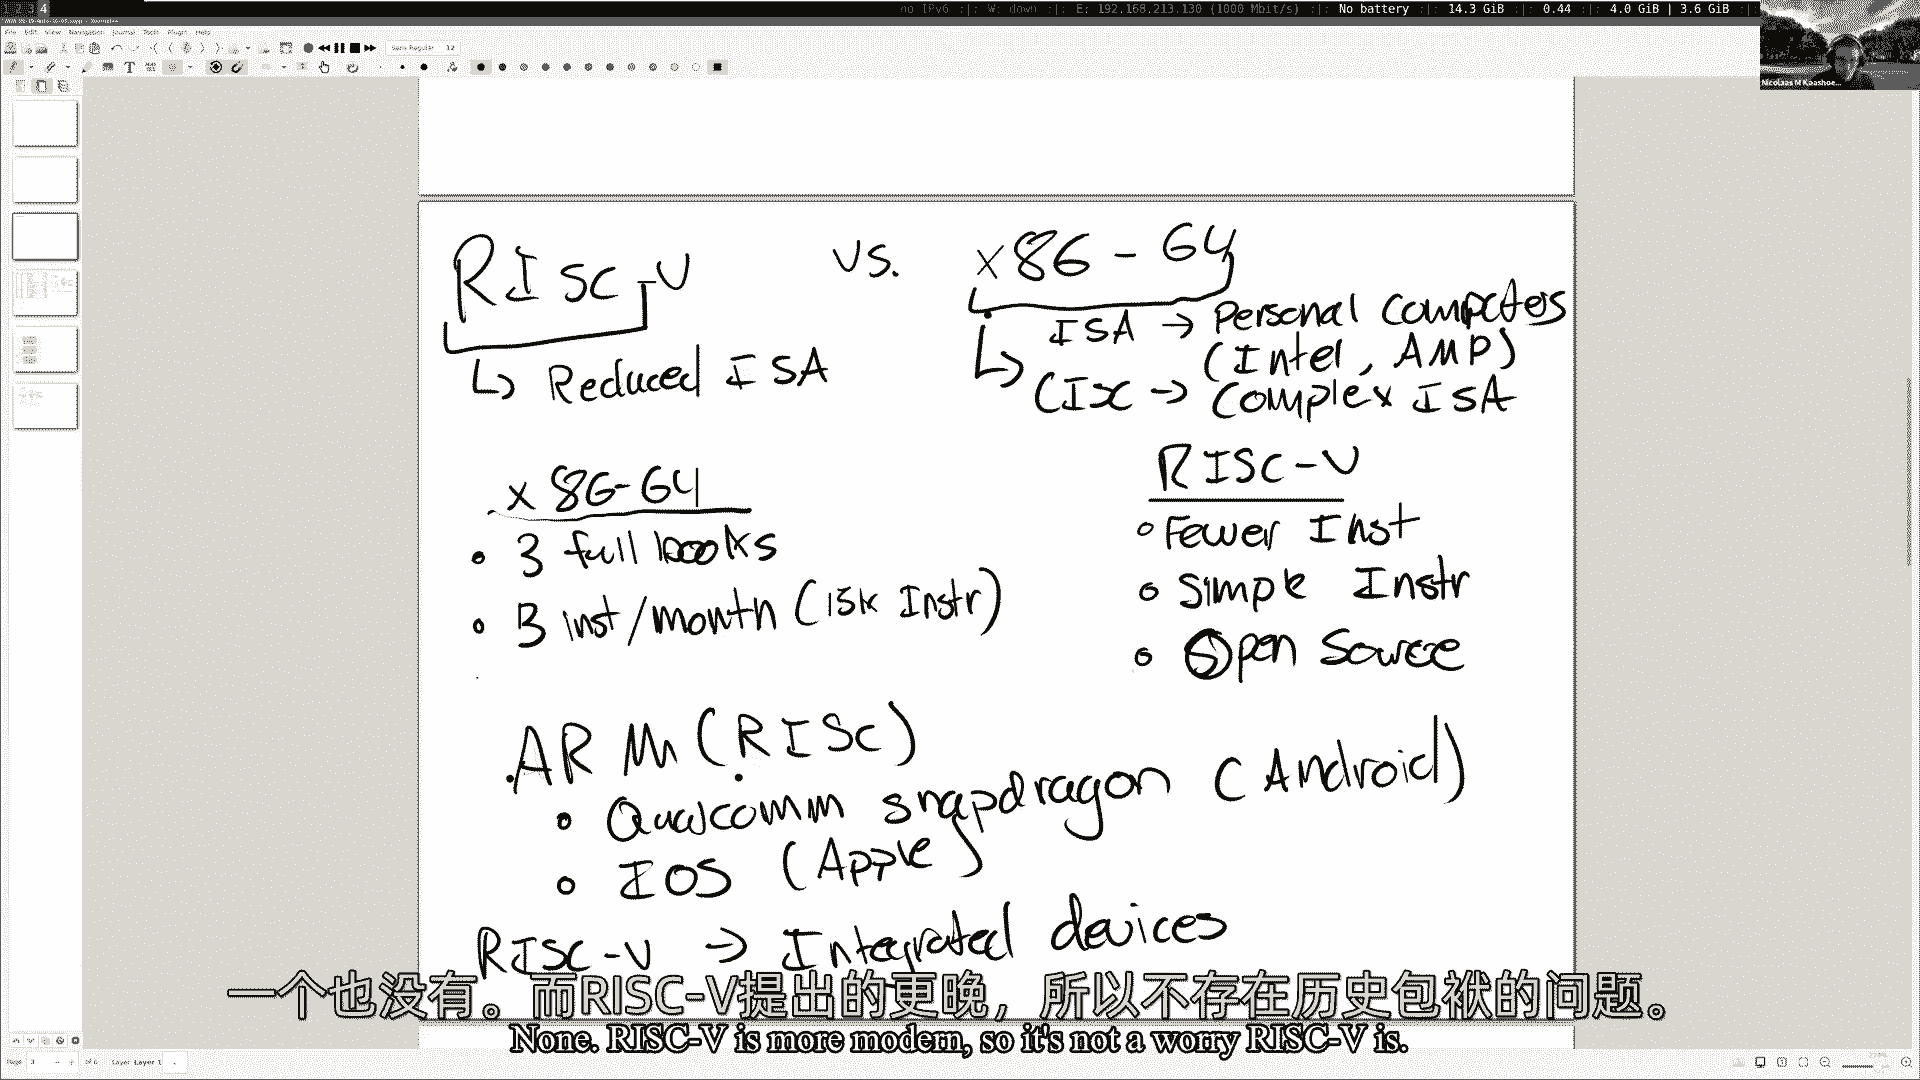 1 2 3 4
no IPv6 :|: W: down :|: E: 192.168.213.130 (1000 Mbit/s) :|: No battery :|: 14.3 GiB :|: 0.44 :|: 4.0 GiB | 3.6 GiB :|:
File Edit View Navigation Journal Tools Plugin Help
Sans Regular 12
Nicolaas M Kaashoe...
RISC-V vs. x86-64
ISA → Personal Computers
(Intel, AMP)
↳ Reduced ISA
↳ CISC → Complex ISA
x86-64
• 3 full books
• 3 inst/month (15k Instr)
RISC-V
• Fewer Inst
• Simple Instr
• Open Source
ARM (RISC)
• Qualcomm snapdragon (Android)
• IOS (Apple)
RISC-V → Integrated devices
一个也没有。而RISC-V提出的更晚，所以不存在历史包袱的问题。
None. RISC-V is more modern, so it's not a worry RISC-V is.
Page 3 of 6 Layer Layer 1